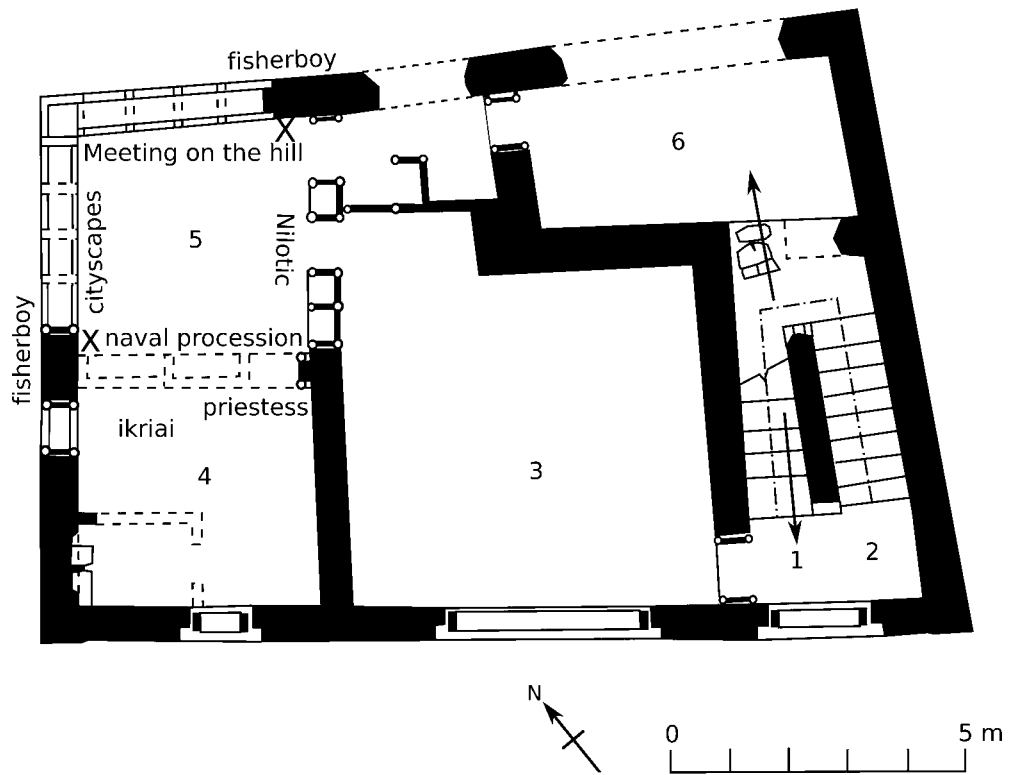 fisherboy
X
Meeting on the hill
6
cityscapes
5
Nilotic
fisherboy
X naval procession
priestess
ikriai
4
3
1
2
N
0
5 m